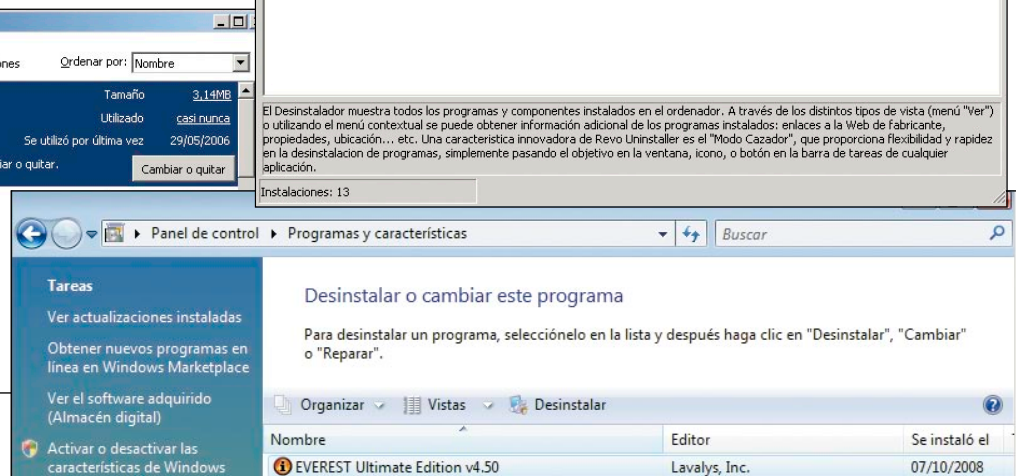 ones
Ordenar por: Nombre
Tamaño 3,14MB
Utilizado casi nunca
Se utilizó por última vez 29/05/2006
iar o quitar.
Cambiar o quitar
El Desinstalador muestra todos los programas y componentes instalados en el ordenador. A través de los distintos tipos de vista (menú "Ver")
o utilizando el menú contextual se puede obtener información adicional de los programas instalados: enlaces a la Web de fabricante,
propiedades, ubicación... etc. Una caracteristica innovadora de Revo Uninstaller es el "Modo Cazador", que proporciona flexibilidad y rapidez
en la desinstalacion de programas, simplemente pasando el objetivo en la ventana, icono, o botón en la barra de tareas de cualquier
aplicación.
Instalaciones: 13
Panel de control Programas y características
Buscar
Tareas
Ver actualizaciones instaladas
Obtener nuevos programas en
línea en Windows Marketplace
Ver el software adquirido
(Almacén digital)
Activar o desactivar las
características de Windows
Desinstalar o cambiar este programa
Para desinstalar un programa, selecciónelo en la lista y después haga clic en "Desinstalar", "Cambiar"
o "Reparar".
Organizar Vistas Desinstalar
Nombre Editor Se instaló el
EVEREST Ultimate Edition v4.50 Lavalys, Inc. 07/10/2008